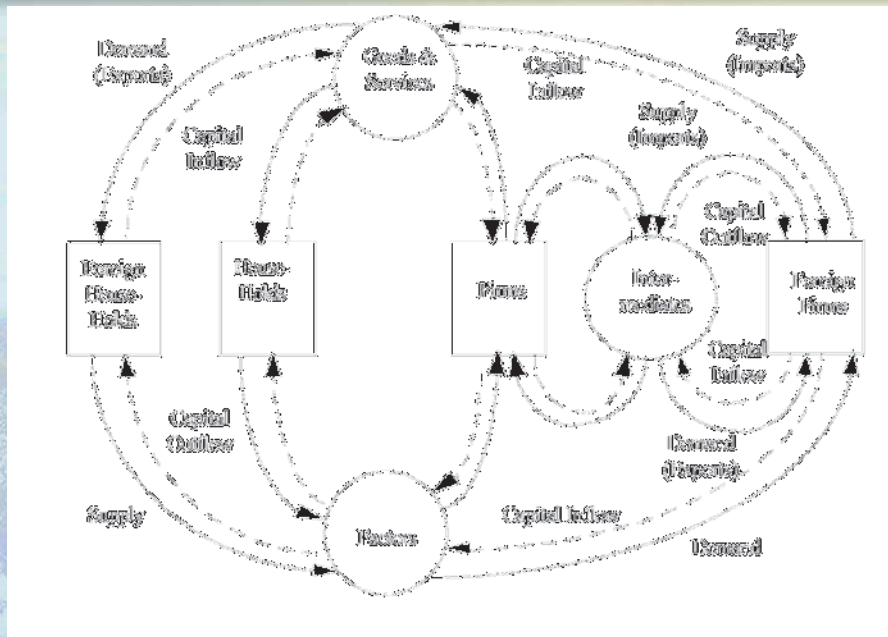 Demand
(Exports)
Goods &
Services
Capital
Inflow
Supply
(Imports)
Supply
(Imports)
Capital
Inflow
Capital
Outflow
Foreign
House-
Holds
House-
Holds
Firms
Inter-
mediates
Foreign
Firms
Capital
Inflow
Capital
Outflow
Demand
(Exports)
Supply
Factors
Capital Inflow
Demand